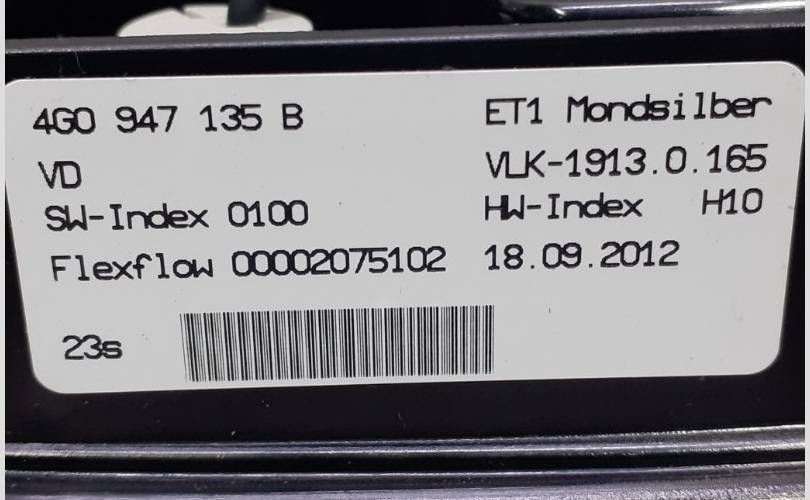 4G0 947 135 B ET1 Mondsilber
VD VLK-1913.0.165
SW-Index 0100 HW-Index H10
Flexflow 00002075102 18.09.2012
23s